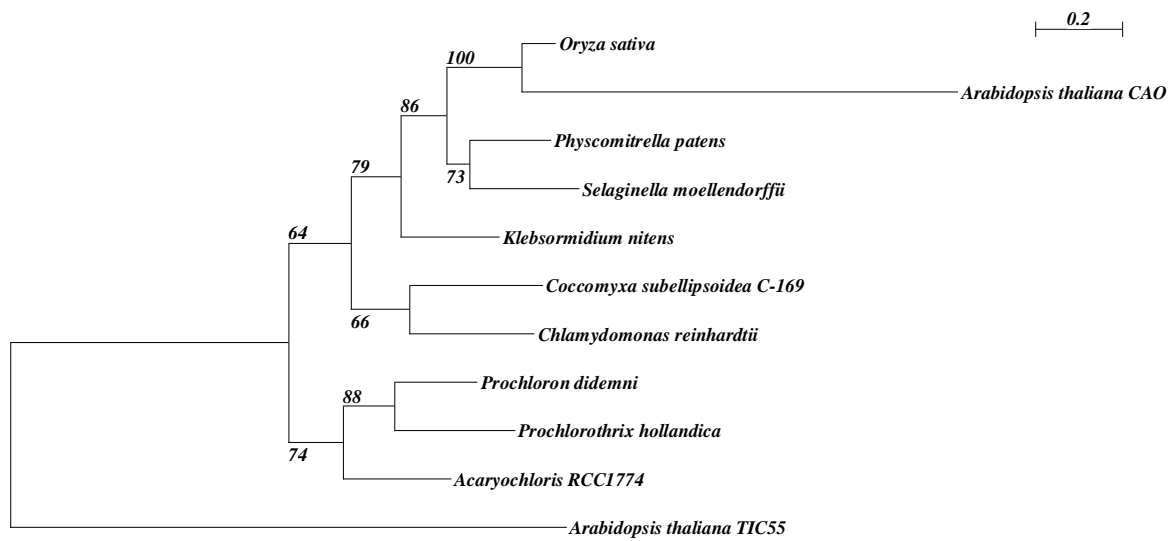 0.2
Oryza sativa
100
Arabidopsis thaliana CAO
86
Physcomitrella patens
79
73
Selaginella moellendorffii
64
Klebsormidium nitens
Coccomyxa subellipsoidea C-169
66
Chlamydomonas reinhardtii
Prochloron didemni
88
Prochlorothrix hollandica
74
Acaryochloris RCC1774
Arabidopsis thaliana TIC55